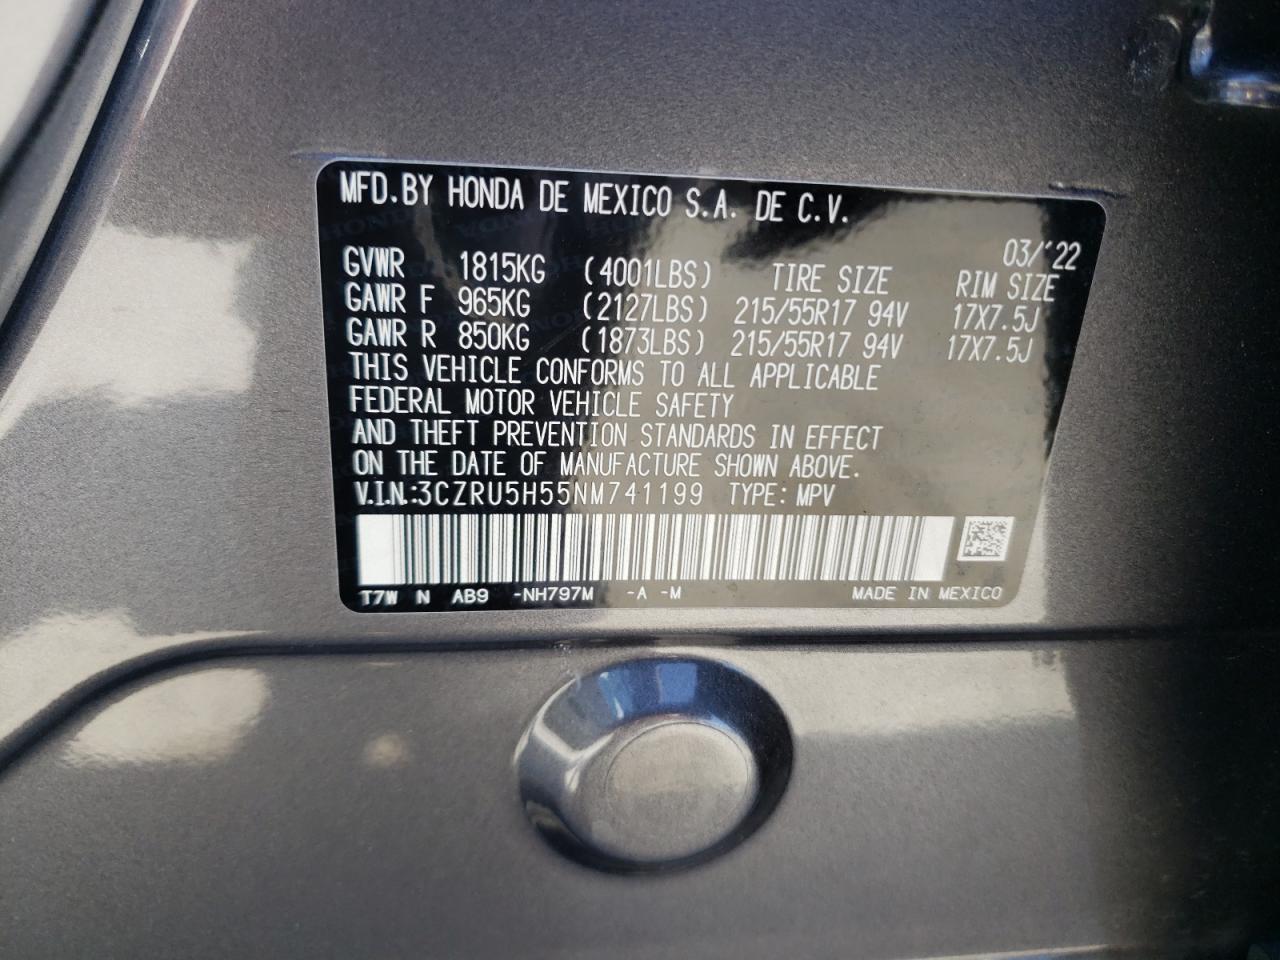 MFD.BY HONDA DE MEXICO S.A. DE C.V.
03/'22
GVWR 1815KG (4001LBS) TIRE SIZE RIM SIZE
GAWR F 965KG (2127LBS) 215/55R17 94V 17X7.5J
GAWR R 850KG (1873LBS) 215/55R17 94V 17X7.5J
THIS VEHICLE CONFORMS TO ALL APPLICABLE
FEDERAL MOTOR VEHICLE SAFETY
AND THEFT PREVENTION STANDARDS IN EFFECT
ON THE DATE OF MANUFACTURE SHOWN ABOVE.
V.I.N.:3CZRU5H55NM741199 TYPE: MPV
T7W N AB9 -NH797M -A -M MADE IN MEXICO